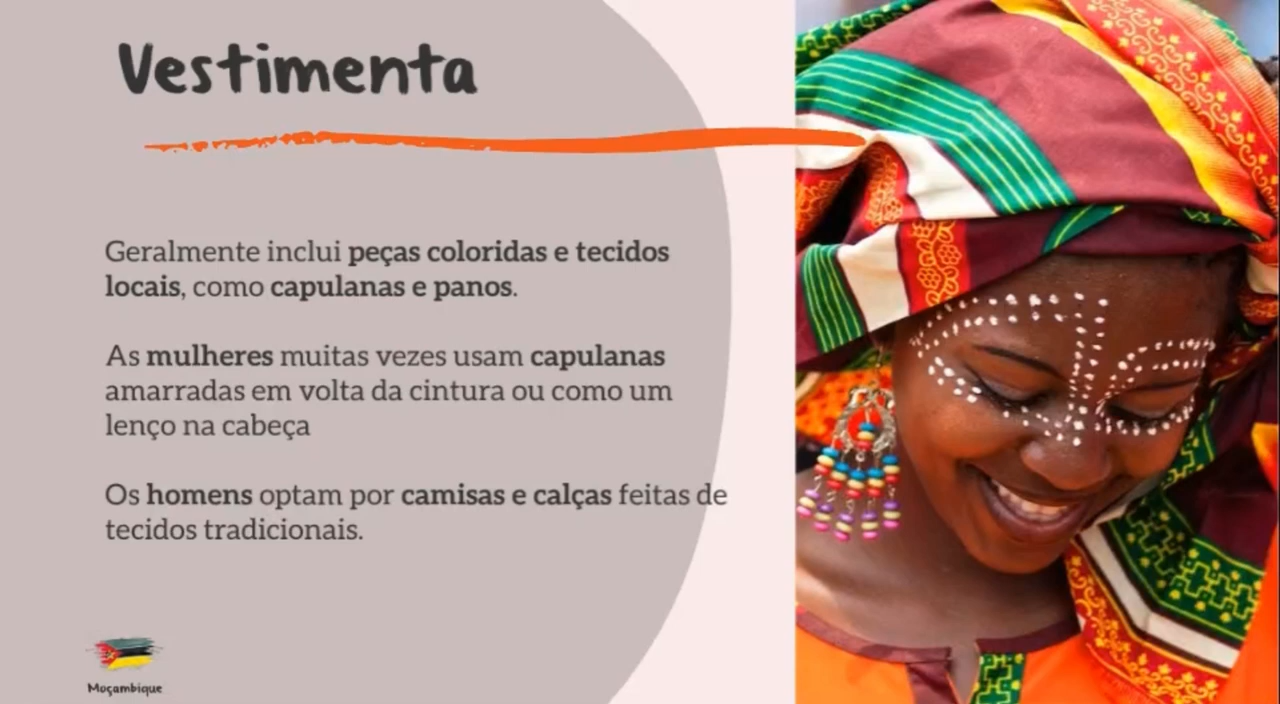 Vestimenta
Geralmente inclui peças coloridas e tecidos
locais, como capulanas e panos.
As mulheres muitas vezes usam capulanas
amarradas em volta da cintura ou como um
lenço na cabeça
Os homens optam por camisas e calças feitas de
tecidos tradicionais.
Moçambique